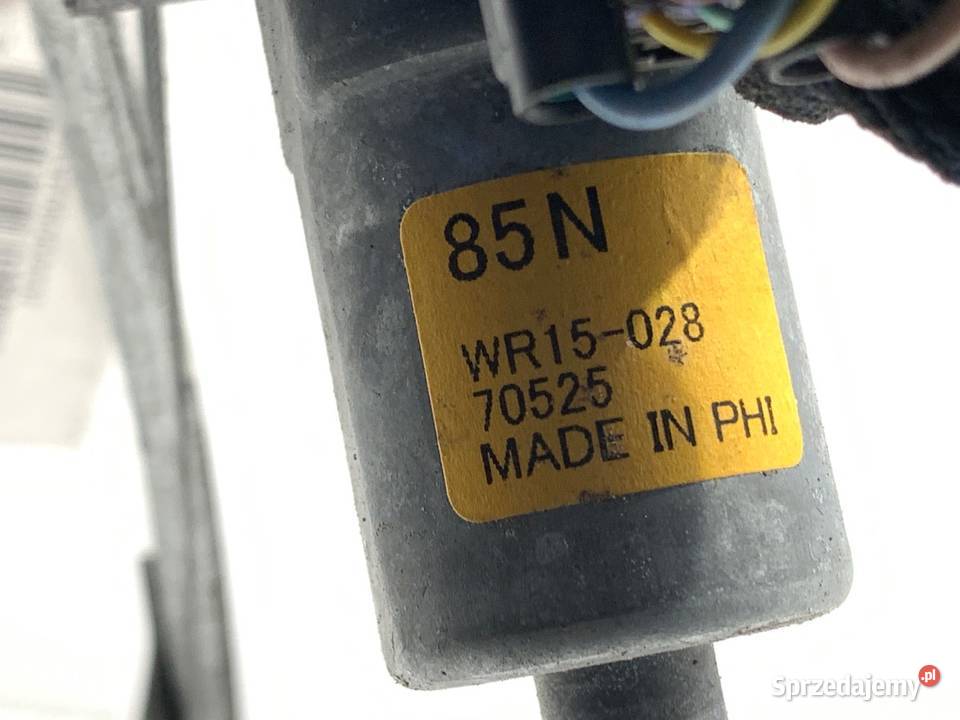 85N
WR15-028
70525
MADE IN PHI
Sprzedajemy.pl